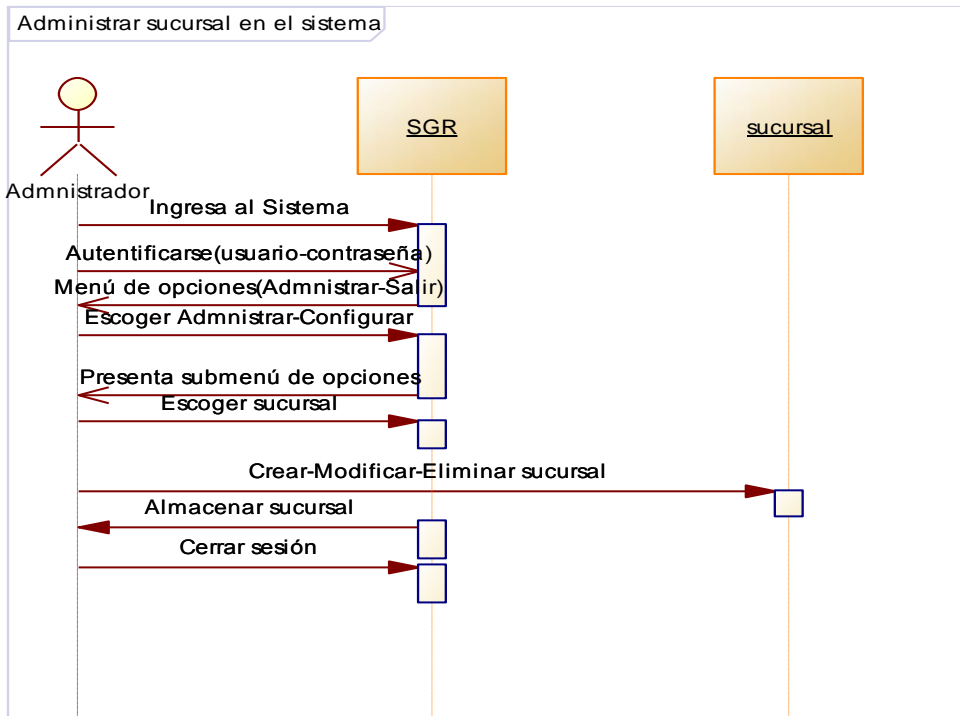 Administrar sucursal en el sistema
SGR
sucursal
Admnistrador
Ingresa al Sistema
Autentificarse(usuario-contraseña)
Menú de opciones(Admnistrar-Salir)
Escoger Admnistrar-Configurar
Presenta submenú de opciones
Escoger sucursal
Crear-Modificar-Eliminar sucursal
Almacenar sucursal
Cerrar sesión